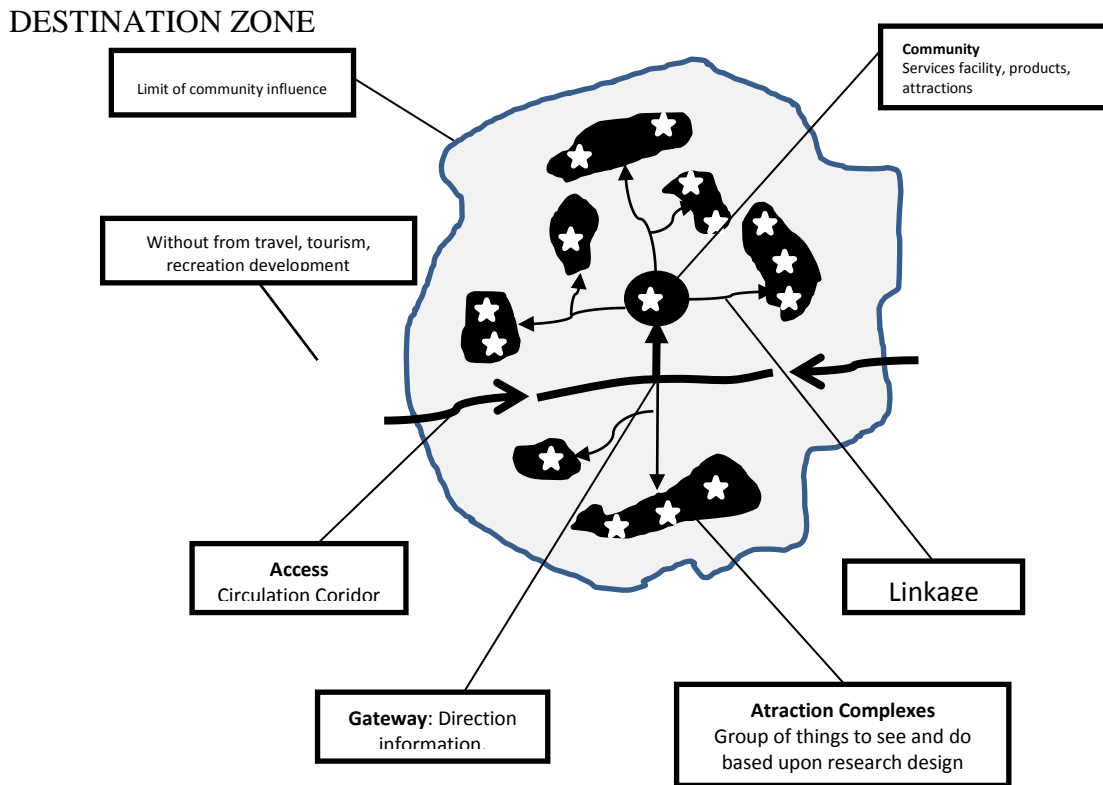 DESTINATION ZONE
Limit of community influence
Community
Services facility, products,
attractions
Without from travel, tourism,
recreation development
Access
Circulation Coridor
Linkage
Gateway: Direction
information.
Atraction Complexes
Group of things to see and do
based upon research design